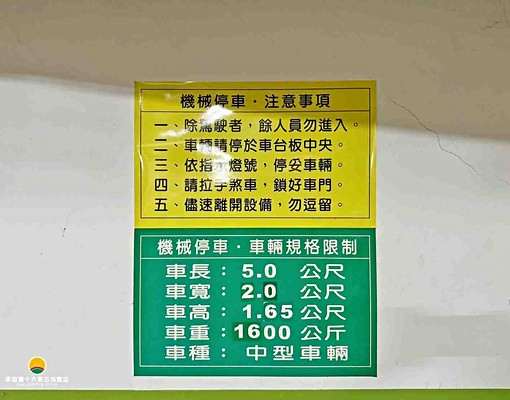 機械停車·注意事項
一、除駕駛者，餘人員勿進入。
二、車輛請停於車台板中央。
三、依指示燈號，停妥車輛。
四、請拉手煞車，鎖好車門。
五、儘速離開設備，勿逗留。
機械停車·車輛規格限制
車長：5.0 公尺
車寬：2.0 公尺
車高：1.65 公尺
車重：1600 公斤
車種：中型車輛